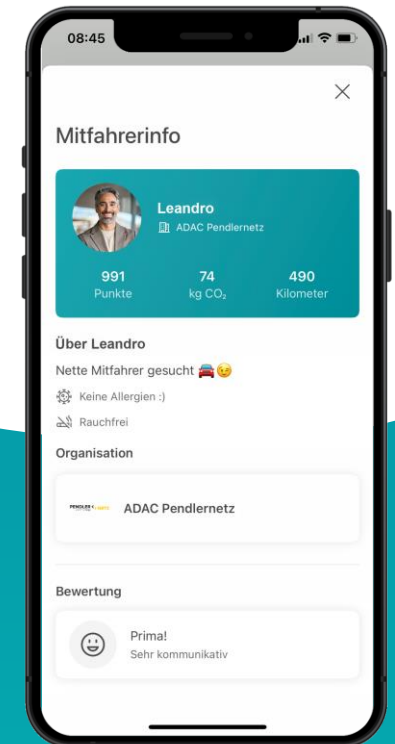 08:45
Mitfahrerinfo
Leandro
ADAC Pendlernetz
991 74 490
Punkte kg CO₂ Kilometer
Über Leandro
Nette Mitfahrer gesucht 🚘😉
Keine Allergien :)
Rauchfrei
Organisation
ADAC Pendlernetz
Bewertung
Prima!
Sehr kommunikativ